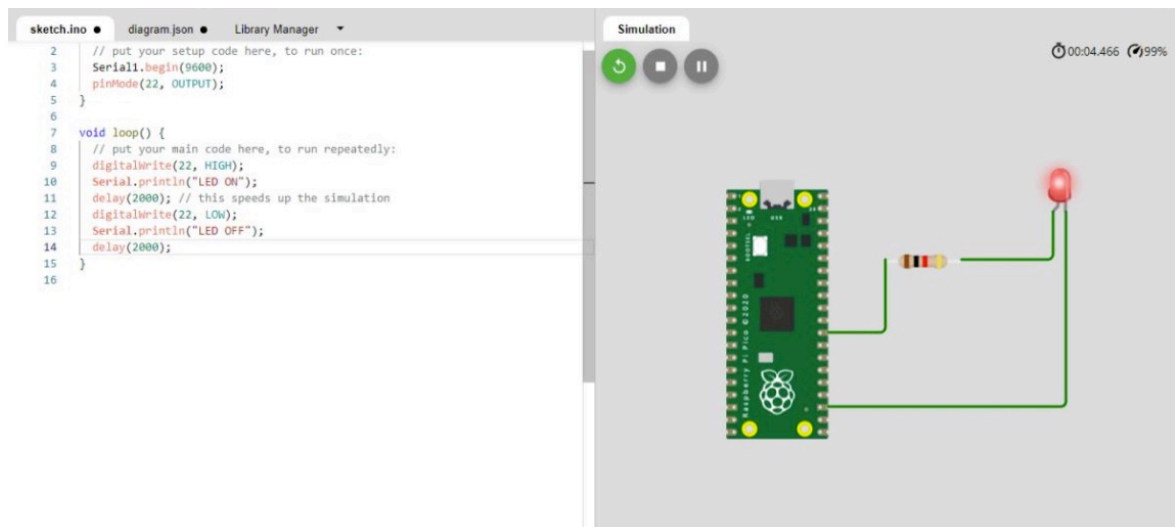 sketch.ino ● diagram.json ● Library Manager
2 // put your setup code here, to run once:
3 Serial1.begin(9600);
4 pinMode(22, OUTPUT);
5 }
6
7 void loop() {
8 // put your main code here, to run repeatedly:
9 digitalWrite(22, HIGH);
10 Serial.println("LED ON");
11 delay(2000); // this speeds up the simulation
12 digitalWrite(22, LOW);
13 Serial.println("LED OFF");
14 delay(2000);
15 }
16
Simulation
00:04.466 99%
LED USB
BOOTSEL
Raspberry Pi Pico ©2020